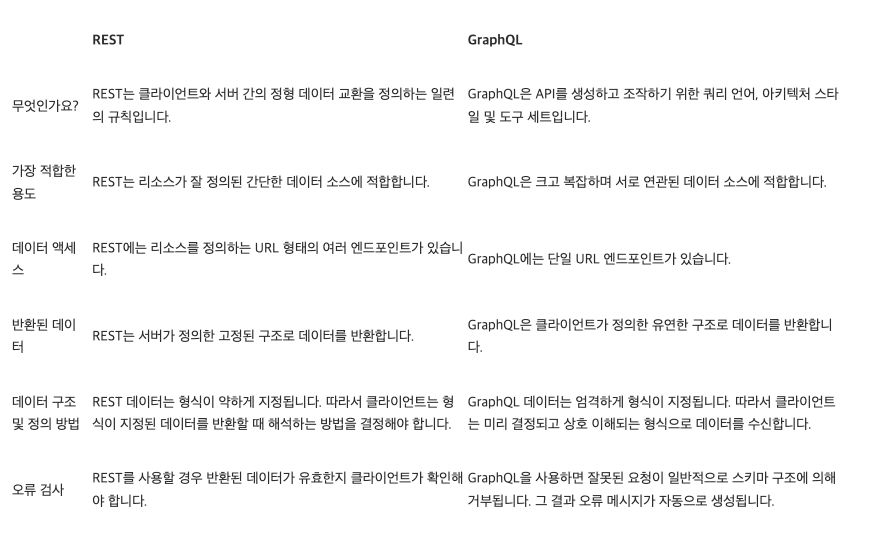 REST
GraphQL
무엇인가요?
REST는 클라이언트와 서버 간의 정형 데이터 교환을 정의하는 일련
의 규칙입니다.
GraphQL은 API를 생성하고 조작하기 위한 쿼리 언어, 아키텍처 스타
일 및 도구 세트입니다.
가장 적합한
용도
REST는 리소스가 잘 정의된 간단한 데이터 소스에 적합합니다.
GraphQL은 크고 복잡하며 서로 연관된 데이터 소스에 적합합니다.
데이터 액세
스
REST에는 리소스를 정의하는 URL 형태의 여러 엔드포인트가 있습니
다.
GraphQL에는 단일 URL 엔드포인트가 있습니다.
반환된 데이
터
REST는 서버가 정의한 고정된 구조로 데이터를 반환합니다.
GraphQL은 클라이언트가 정의한 유연한 구조로 데이터를 반환합니
다.
데이터 구조
및 정의 방법
REST 데이터는 형식이 약하게 지정됩니다. 따라서 클라이언트는 형
식이 지정된 데이터를 반환할 때 해석하는 방법을 결정해야 합니다.
GraphQL 데이터는 엄격하게 형식이 지정됩니다. 따라서 클라이언트
는 미리 결정되고 상호 이해되는 형식으로 데이터를 수신합니다.
오류 검사
REST를 사용할 경우 반환된 데이터가 유효한지 클라이언트가 확인해
야 합니다.
GraphQL을 사용하면 잘못된 요청이 일반적으로 스키마 구조에 의해
거부됩니다. 그 결과 오류 메시지가 자동으로 생성됩니다.